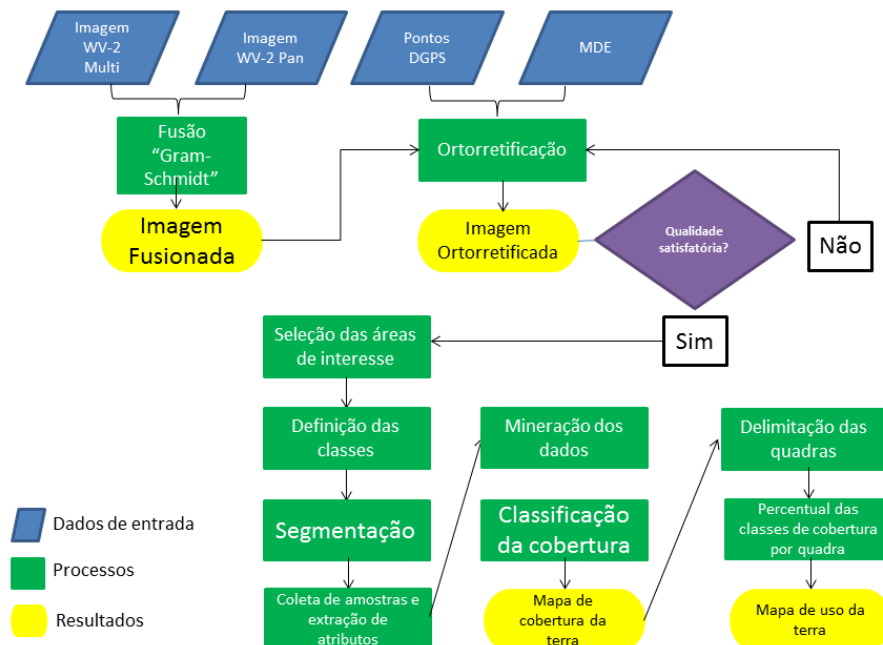 Imagem
WV-2
Multi
Imagem
WV-2 Pan
Pontos
DGPS
MDE
Fusão
“Gram-
Schmidt”
Ortorretificação
Imagem
Fusionada
Imagem
Ortorretificada
Qualidade
satisfatória?
Não
Sim
Seleção das áreas
de interesse
Definição das
classes
Mineração dos
dados
Delimitação das
quadras
Segmentação
Classificação
da cobertura
Percentual das
classes de cobertura
por quadra
Coleta de amostras e
extração de
atributos
Mapa de
cobertura da
terra
Mapa de uso da
terra
Dados de entrada
Processos
Resultados